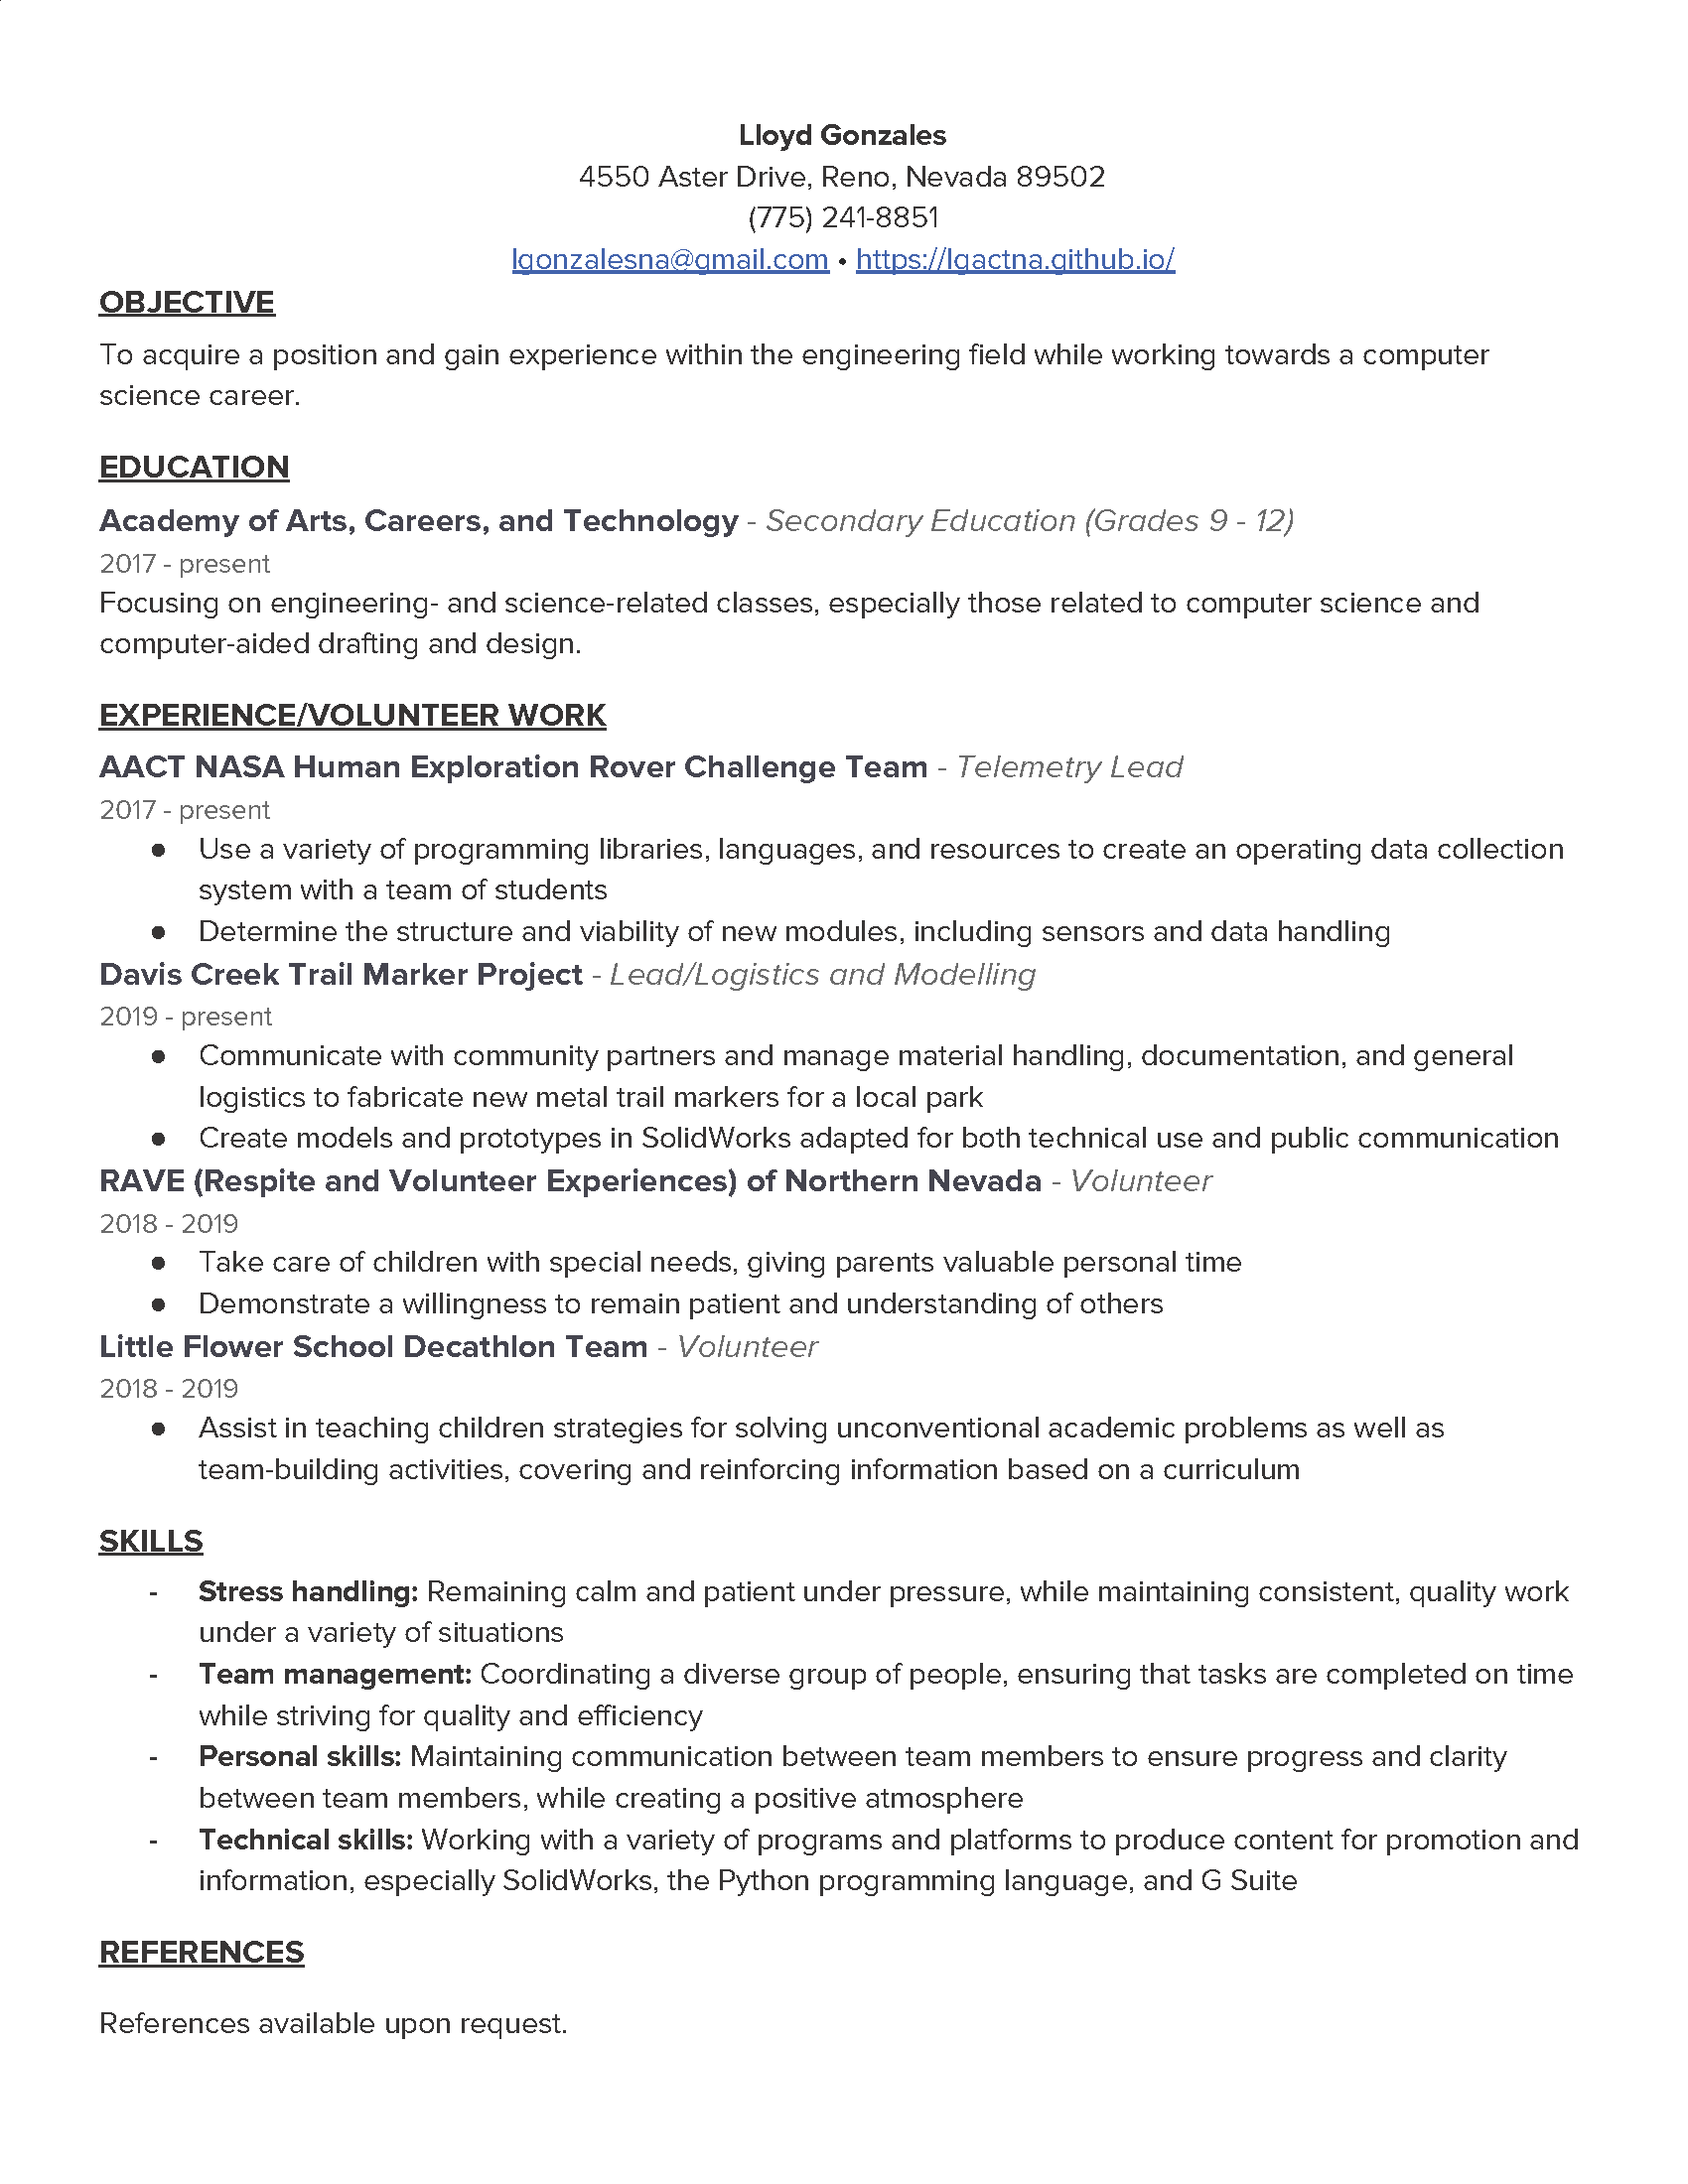 Lloyd Gonzales
4550 Aster Drive, Reno, Nevada 89502
(775) 241-8851
lgonzalesna@gmail.com • https://lgactna.github.io/
OBJECTIVE
To acquire a position and gain experience within the engineering field while working towards a computer
science career.
EDUCATION
Academy of Arts, Careers, and Technology - Secondary Education (Grades 9 - 12)
2017 - present
Focusing on engineering- and science-related classes, especially those related to computer science and
computer-aided drafting and design.
EXPERIENCE/VOLUNTEER WORK
AACT NASA Human Exploration Rover Challenge Team - Telemetry Lead
2017 - present
● Use a variety of programming libraries, languages, and resources to create an operating data collection
system with a team of students
● Determine the structure and viability of new modules, including sensors and data handling
Davis Creek Trail Marker Project - Lead/Logistics and Modelling
2019 - present
● Communicate with community partners and manage material handling, documentation, and general
logistics to fabricate new metal trail markers for a local park
● Create models and prototypes in SolidWorks adapted for both technical use and public communication
RAVE (Respite and Volunteer Experiences) of Northern Nevada - Volunteer
2018 - 2019
● Take care of children with special needs, giving parents valuable personal time
● Demonstrate a willingness to remain patient and understanding of others
Little Flower School Decathlon Team - Volunteer
2018 - 2019
● Assist in teaching children strategies for solving unconventional academic problems as well as
team-building activities, covering and reinforcing information based on a curriculum
SKILLS
- Stress handling: Remaining calm and patient under pressure, while maintaining consistent, quality work
under a variety of situations
- Team management: Coordinating a diverse group of people, ensuring that tasks are completed on time
while striving for quality and efficiency
- Personal skills: Maintaining communication between team members to ensure progress and clarity
between team members, while creating a positive atmosphere
- Technical skills: Working with a variety of programs and platforms to produce content for promotion and
information, especially SolidWorks, the Python programming language, and G Suite
REFERENCES
References available upon request.